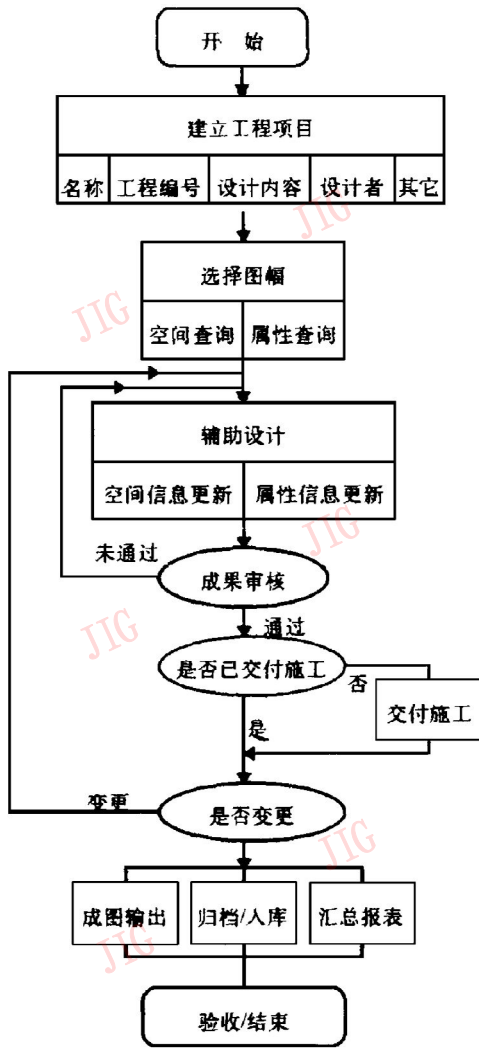 开 始
建立工程项目
名称 工程编号 设计内容 设计者 其它
JIG
选择图幅
JIG
空间查询 属性查询
辅助设计
空间信息更新 属性信息更新
JIG
未通过
成果审核
JIG
通过
是否已交付施工
否
交付施工
是
变更
是否变更
JIG
成图输出 归档/入库 汇总报表
JIG
验收/结束